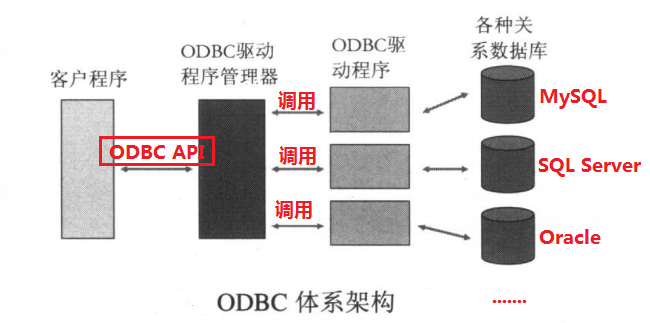 客户程序
ODBC驱动
程序管理器
ODBC驱
动程序
各种关
系数据库
ODBC API
调用
调用
调用
MySQL
SQL Server
Oracle
.......
ODBC 体系架构